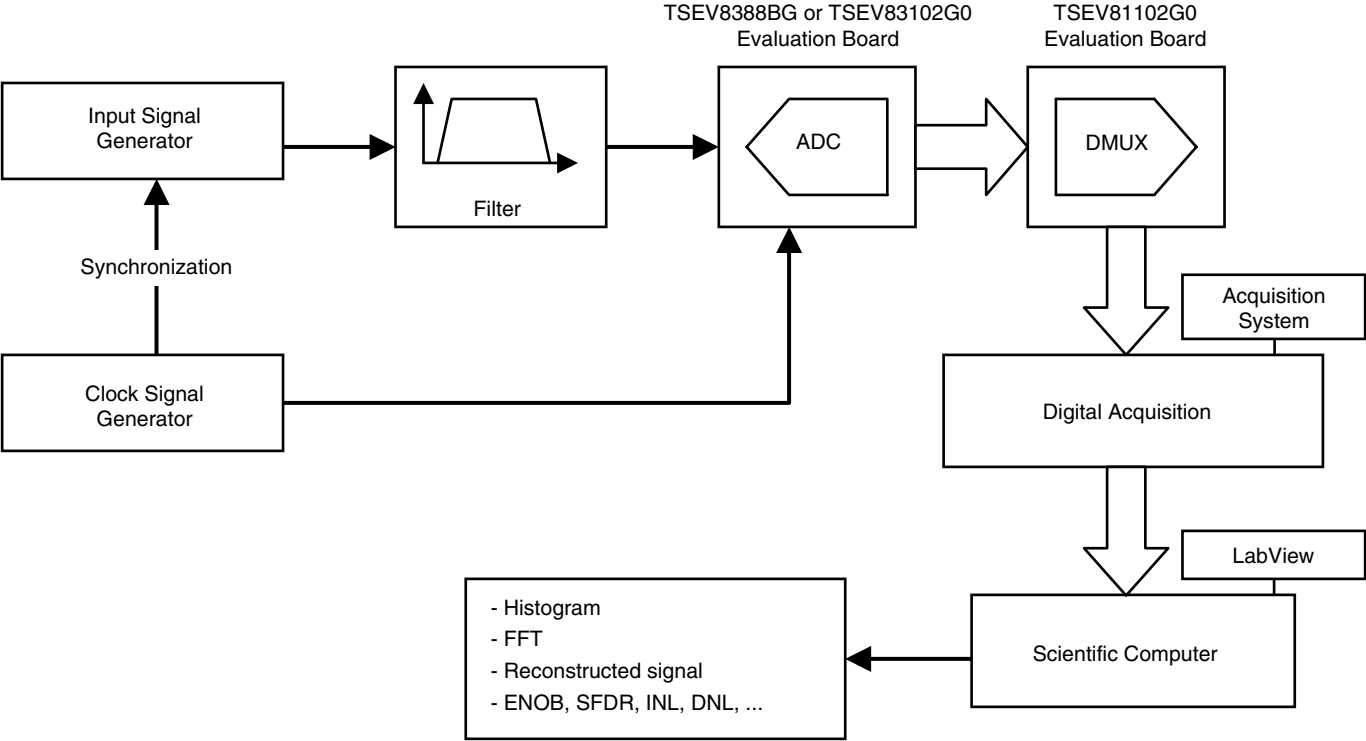 TSEV8388BG or TSEV83102G0
Evaluation Board
TSEV81102G0
Evaluation Board
Input Signal
Generator
Filter
ADC
DMUX
Synchronization
Acquisition
System
Clock Signal
Generator
Digital Acquisition
LabView
- Histogram
- FFT
- Reconstructed signal
- ENOB, SFDR, INL, DNL, ...
Scientific Computer